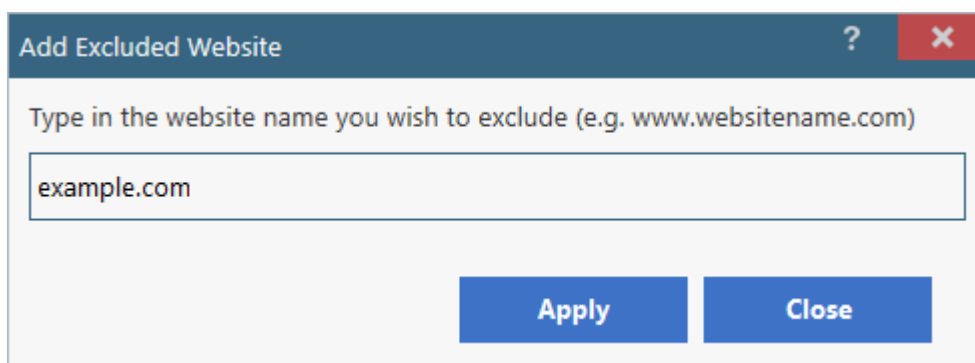 Add Excluded Website ?
Type in the website name you wish to exclude (e.g. www.websitename.com)
example.com
Apply Close